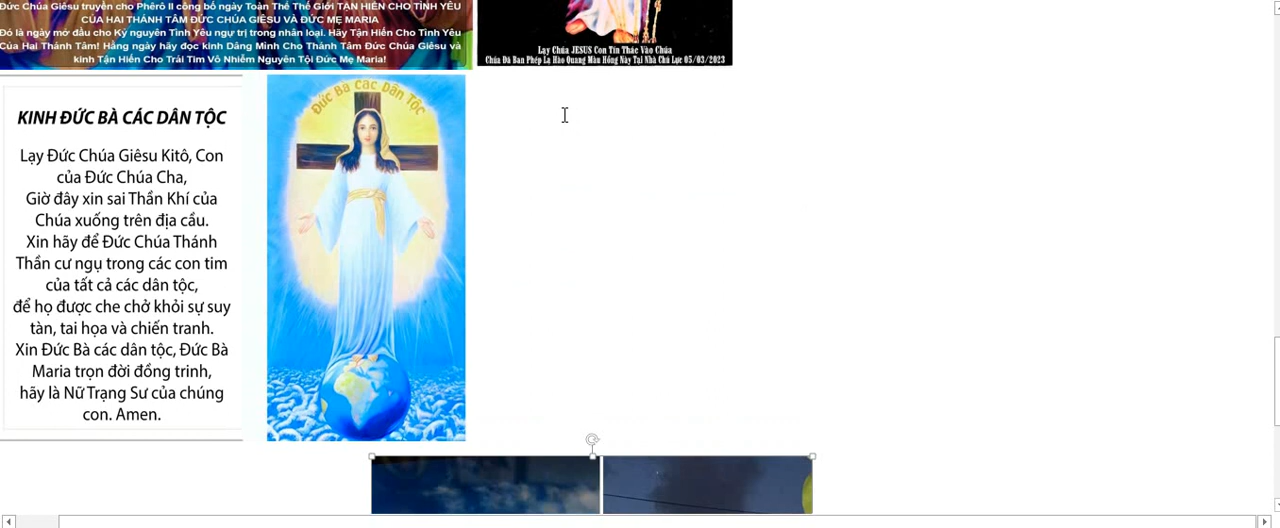 Đức Chúa Giêsu truyền cho Phêrô II công bố ngày Toàn Thể Thế Giới TẬN HIẾN CHO TÌNH YÊU
CỦA HAI THÁNH TÂM ĐỨC CHÚA GIÊSU VÀ ĐỨC MẸ MARIA
Đó là ngày mở đầu cho Kỷ nguyên Tình Yêu ngự trị trong nhân loại. Hãy Tận Hiến Cho Tình Yêu
Của Hai Thánh Tâm! Hằng ngày hãy đọc kinh Dâng Mình Cho Thánh Tâm Đức Chúa Giêsu và
kinh Tận Hiến Cho Trái Tim Vô Nhiễm Nguyên Tội Đức Mẹ Maria!
Lạy Chúa JESUS Con Tín Thác Vào Chúa
Chúa Đã Ban Phép Lạ Hào Quang Màu Hồng Này Tại Nhà Chú Lực 05/03/2023
KINH ĐỨC BÀ CÁC DÂN TỘC
Lạy Đức Chúa Giêsu Kitô, Con
của Đức Chúa Cha,
Giờ đây xin sai Thần Khí của
Chúa xuống trên địa cầu.
Xin hãy để Đức Chúa Thánh
Thần cư ngụ trong các con tim
của tất cả các dân tộc,
để họ được che chở khỏi sự suy
tàn, tai họa và chiến tranh.
Xin Đức Bà các dân tộc, Đức Bà
Maria trọn đời đồng trinh,
hãy là Nữ Trạng Sư của chúng
con. Amen.
Đức Bà Các Dân Tộc